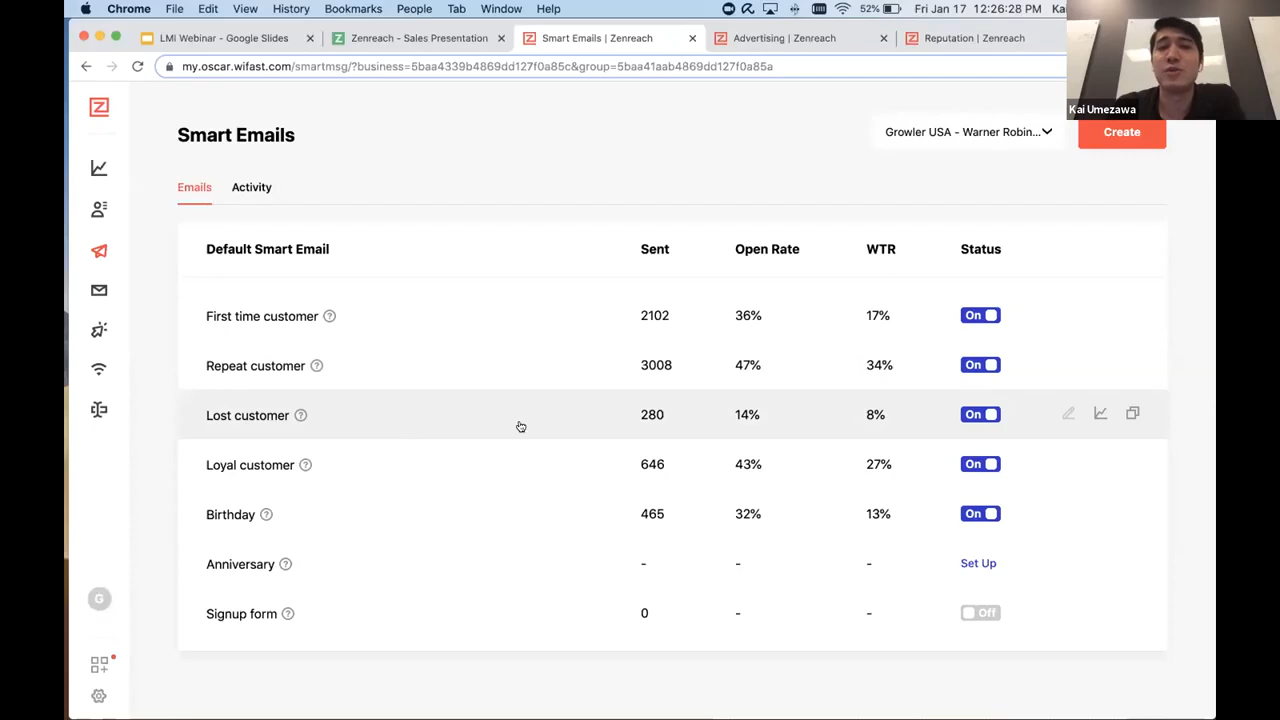 Chrome File Edit View History Bookmarks People Tab Window Help 52% Fri Jan 17 12:26:28 PM
LMI Webinar - Google Slides Zenreach - Sales Presentation Smart Emails | Zenreach Advertising | Zenreach Reputation | Zenreach
my.oscar.wifast.com/smartmsg/?business=5baa43394869dd127f0a85c&group=5baa41aab4869dd127f0a85a
Kai Umezawa
Smart Emails
Growler USA - Warner Robin...
Create
Emails Activity
Default Smart Email Sent Open Rate WTR Status
First time customer ? 2102 36% 17% On
Repeat customer ? 3008 47% 34% On
Lost customer ? 280 14% 8% On
Loyal customer ? 646 43% 27% On
Birthday ? 465 32% 13% On
Anniversary ? - - - Set Up
Signup form ? 0 - - Off
G